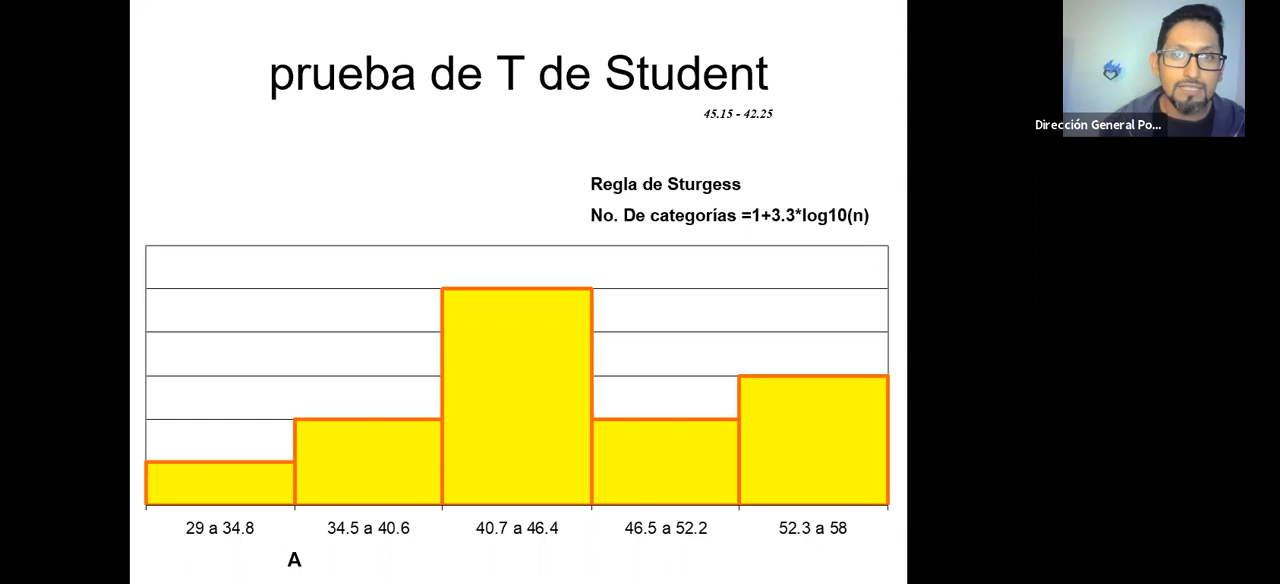 prueba de T de Student
45.15 - 42.25
Dirección General Po...
Regla de Sturgess
No. De categorías =1+3.3*log10(n)
29 a 34.8
34.5 a 40.6
40.7 a 46.4
46.5 a 52.2
52.3 a 58
A